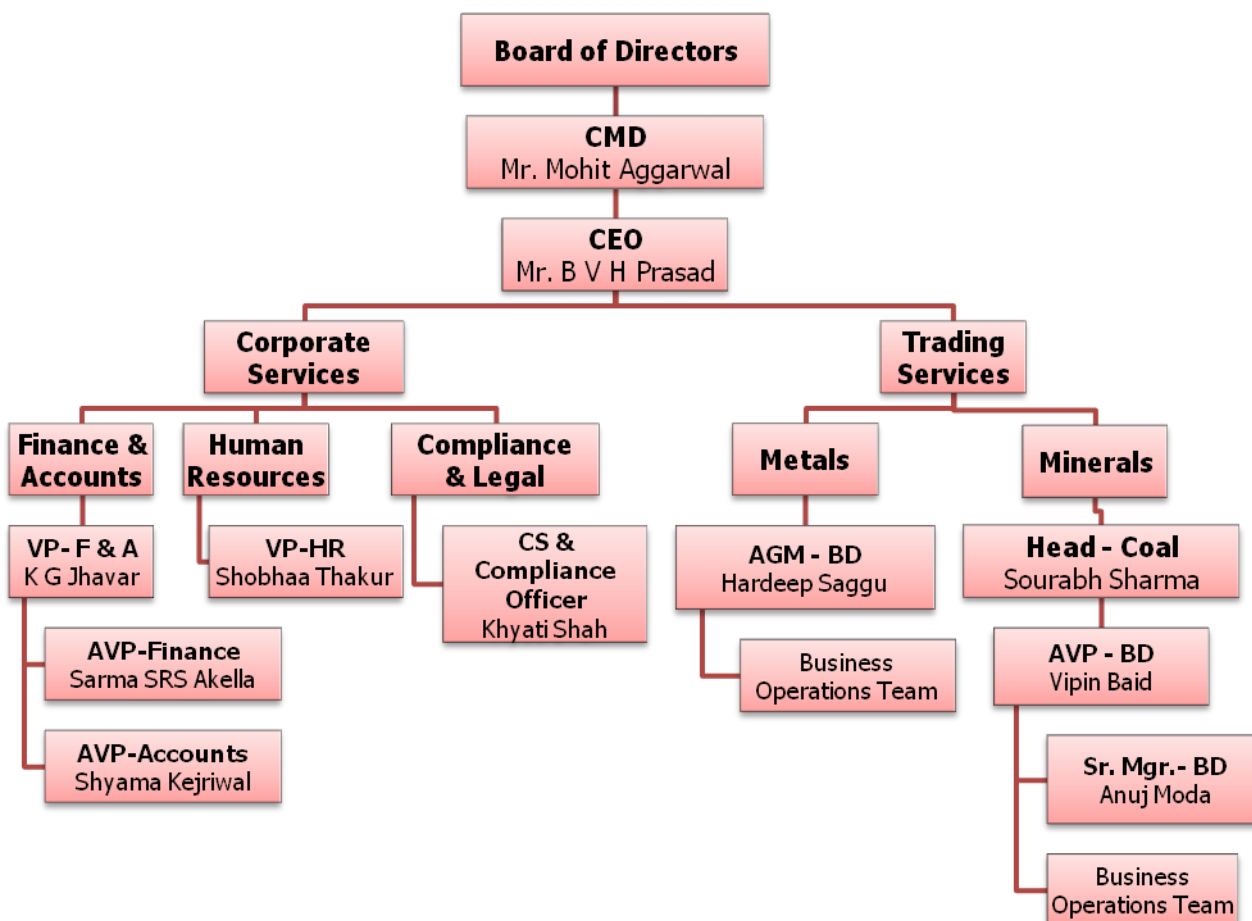 Board of Directors
CMD
Mr. Mohit Aggarwal
CEO
Mr. B V H Prasad
Corporate
Services
Trading
Services
Finance &
Accounts
Human
Resources
Compliance
& Legal
Metals
Minerals
VP- F & A
K G Jhavar
VP-HR
Shobhaa Thakur
CS &
Compliance
Officer
Khyati Shah
AGM - BD
Hardeep Saggu
Head - Coal
Sourabh Sharma
AVP-Finance
Sarma SRS Akella
Business
Operations Team
AVP - BD
Vipin Baid
AVP-Accounts
Shyama Kejriwal
Sr. Mgr.- BD
Anuj Moda
Business
Operations Team